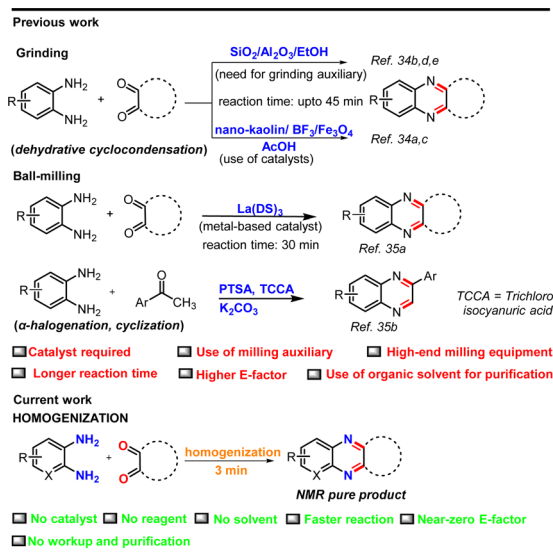 Previous work
Grinding
SiO2/Al2O3/EtOH
Ref. 34b,d,e
NH2
O
(need for grinding auxiliary)
N
R
+
reaction time: upto 45 min
R
NH2
O
nano-kaolin/ BF3/Fe3O4
N
Ref. 34a,c
(dehydrative cyclocondensation)
AcOH
(use of catalysts)
Ball-milling
NH2
O
La(DS)3
N
R
+
(metal-based catalyst)
R
NH2
O
reaction time: 30 min
N
Ref. 35a
NH2
O
PTSA, TCCA
N
Ar
TCCA = Trichloro
R
+
Ar
CH3
K2CO3
R
isocyanuric acid
NH2
N
(α-halogenation, cyclization)
Ref. 35b
Catalyst required
Use of milling auxiliary
High-end milling equipment
Longer reaction time
Higher E-factor
Use of organic solvent for purification
Current work
HOMOGENIZATION
NH2
O
homogenization
N
R
+
3 min
R
X
NH2
O
X
N
NMR pure product
No catalyst
No reagent
No solvent
Faster reaction
Near-zero E-factor
No workup and purification